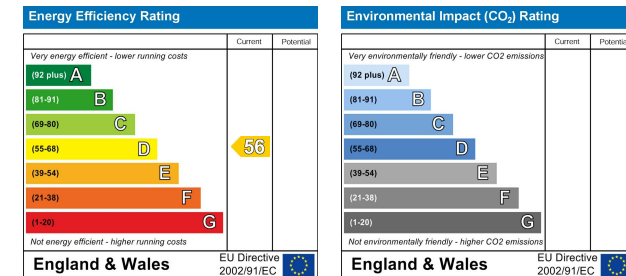 Energy Efficiency Rating
Current Potential
Very energy efficient - lower running costs
(92 plus) A
(81-91) B
(69-80) C
(55-68) D
56
(39-54) E
(21-38) F
(1-20) G
Not energy efficient - higher running costs
England & Wales
EU Directive
2002/91/EC
Environmental Impact (CO₂) Rating
Current Potential
Very environmentally friendly - lower CO2 emissions
(92 plus) A
(81-91) B
(69-80) C
(55-68) D
(39-54) E
(21-38) F
(1-20) G
Not environmentally friendly - higher CO2 emissions
England & Wales
EU Directive
2002/91/EC